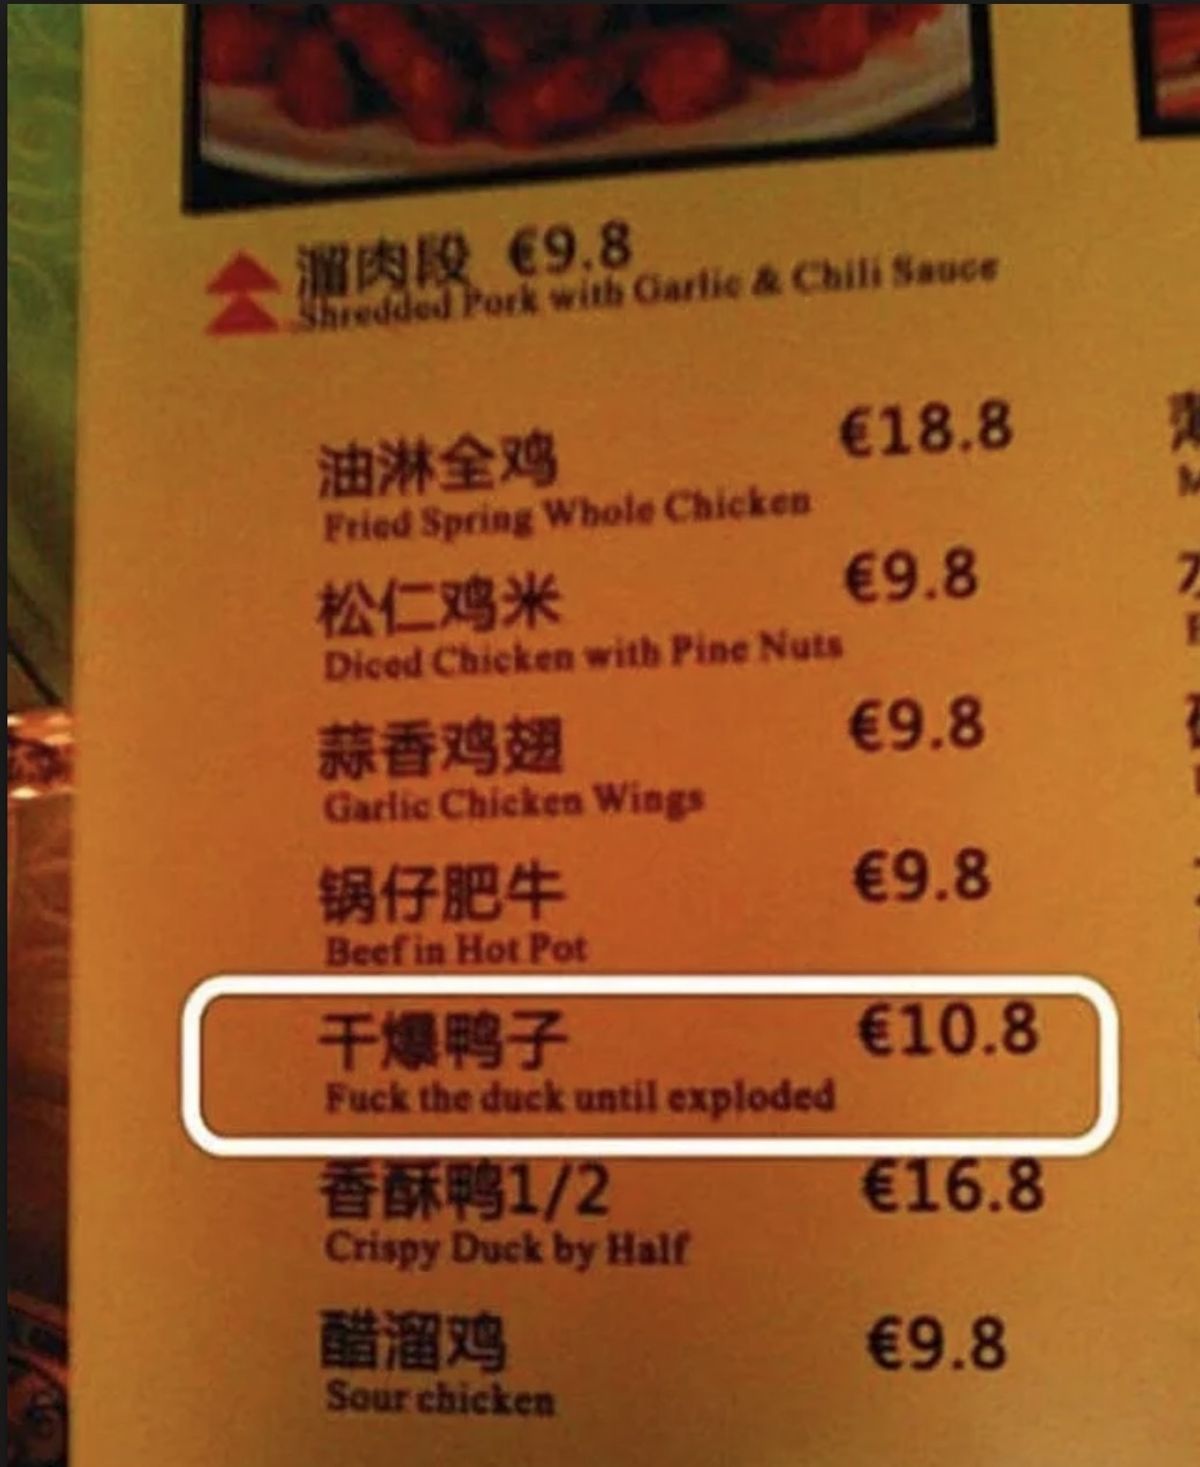 溜肉段 €9.8
Shredded Pork with Garlic & Chili Sauce
油淋全鸡 €18.8
Fried Spring Whole Chicken
松仁鸡米 €9.8
Diced Chicken with Pine Nuts
蒜香鸡翅 €9.8
Garlic Chicken Wings
锅仔肥牛 €9.8
Beef in Hot Pot
干爆鸭子 €10.8
Fuck the duck until exploded
香酥鸭1/2 €16.8
Crispy Duck by Half
醋溜鸡 €9.8
Sour chicken